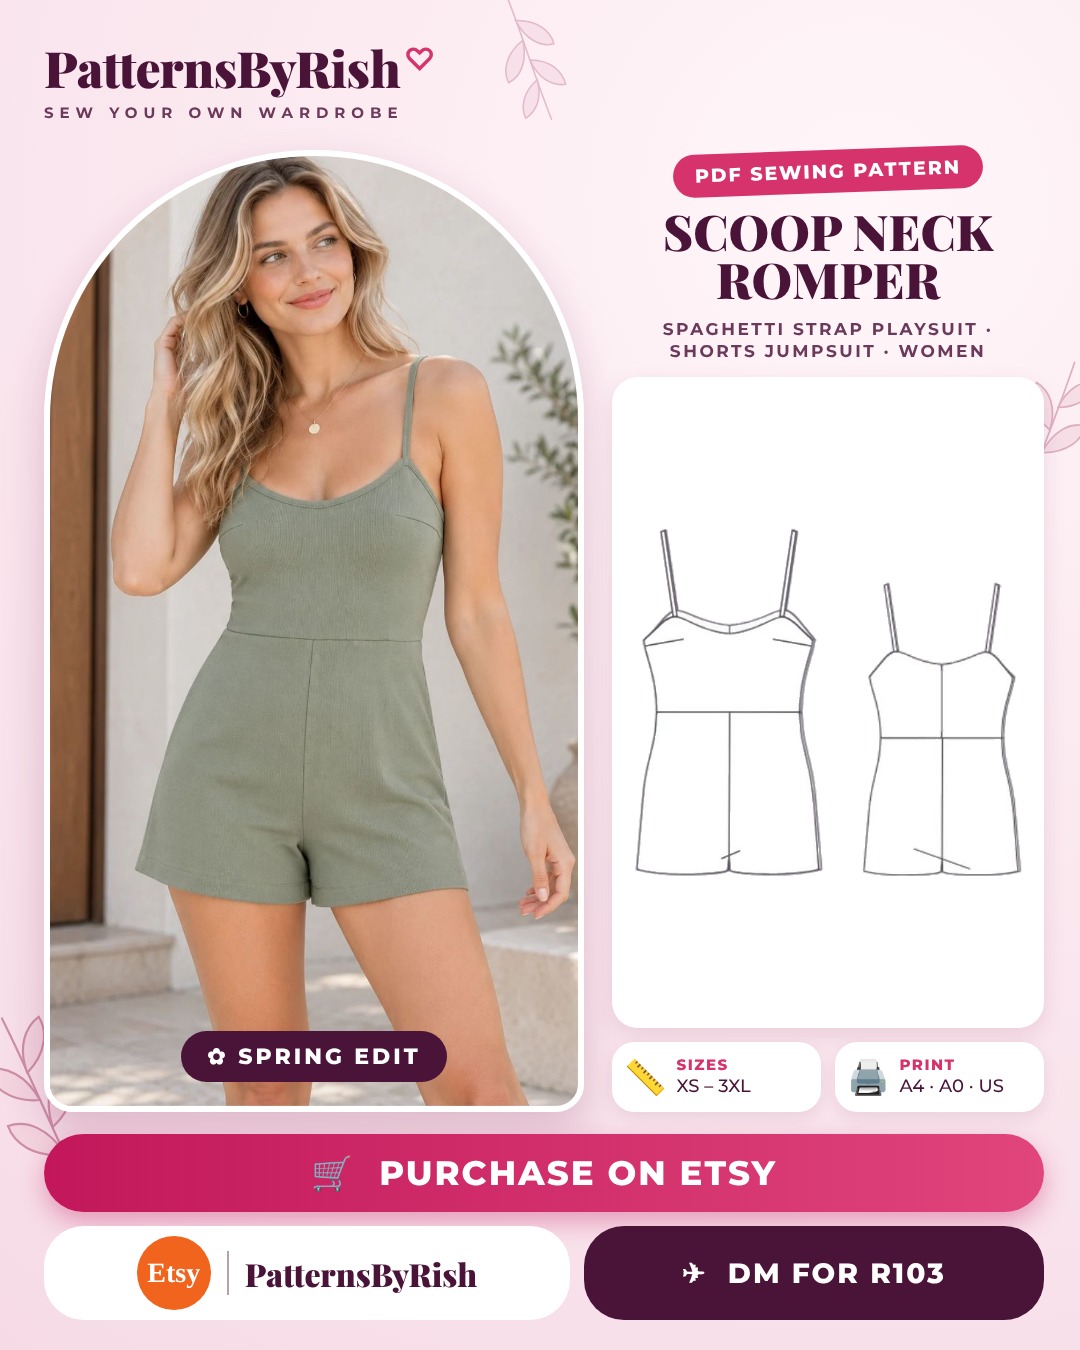 PatternsByRish
SEW YOUR OWN WARDROBE
PDF SEWING PATTERN
SCOOP NECK
ROMPER
SPAGHETTI STRAP PLAYSUIT ·
SHORTS JUMPSUIT · WOMEN
✿ SPRING EDIT
SIZES
XS – 3XL
PRINT
A4 · A0 · US
PURCHASE ON ETSY
Etsy
PatternsByRish
DM FOR R103